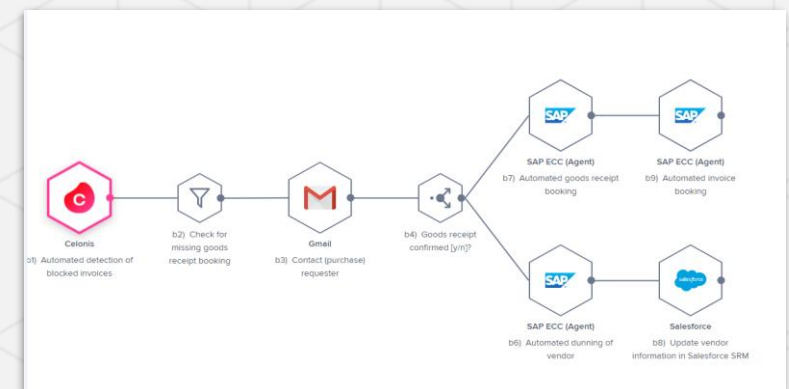 Celonis
b1) Automated detection of
blocked invoices
b2) Check for
missing goods
receipt booking
Gmail
b3) Contact (purchase)
requester
b4) Goods receipt
confirmed [y/n]?
SAP
SAP ECC (Agent)
b7) Automated goods receipt
booking
SAP
SAP ECC (Agent)
b9) Automated invoice
booking
SAP
SAP ECC (Agent)
b6) Automated dunning of
vendor
salesforce
Salesforce
b8) Update vendor
information in Salesforce SRM